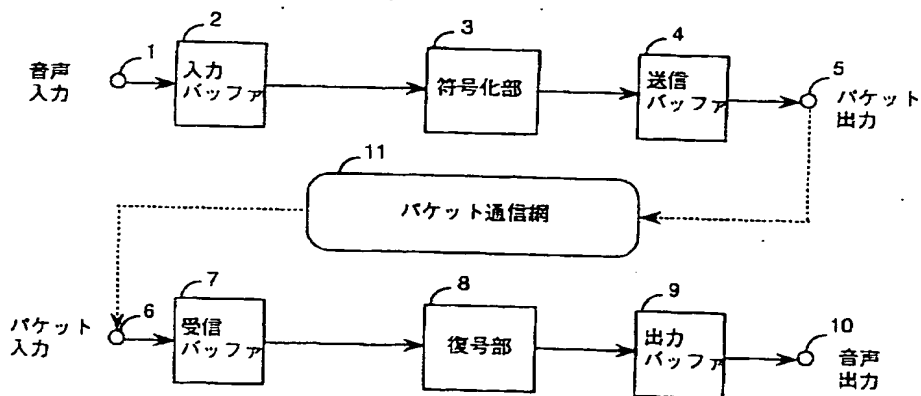 1
音声
入力
2
入力
バッファ
3
符号化部
4
送信
バッファ
5
パケット
出力
11
パケット通信網
6
パケット
入力
7
受信
バッファ
8
復号部
9
出力
バッファ
10
音声
出力